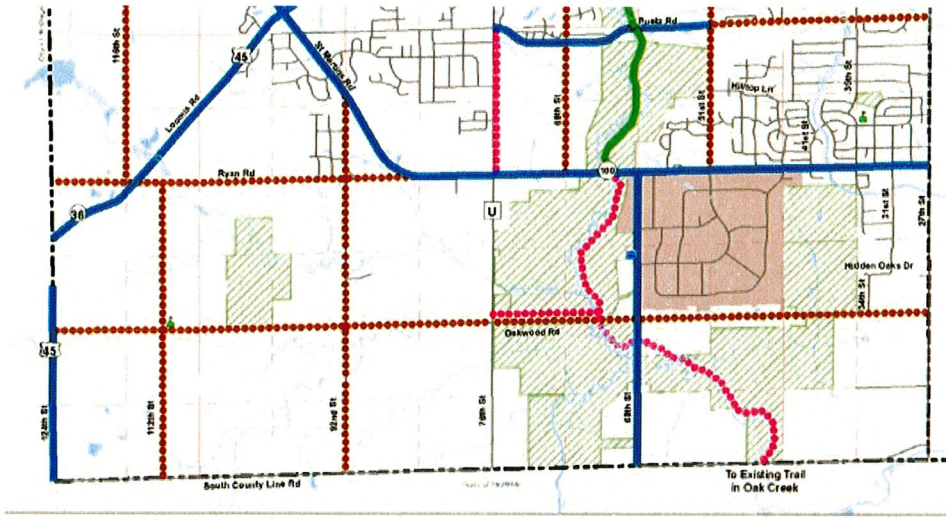 Puetz Rd
116th St
St Martins Rd
45
Loomis Rd
68th St
51st St
Hilltop Ln
35th St
41st St
Ryan Rd
100
36
U
31st St
27th St
Hidden Oaks Dr
34th St
Oakwood Rd
45
124th St
112th St
92nd St
76th St
60th St
South County Line Rd
To Existing Trail
in Oak Creek